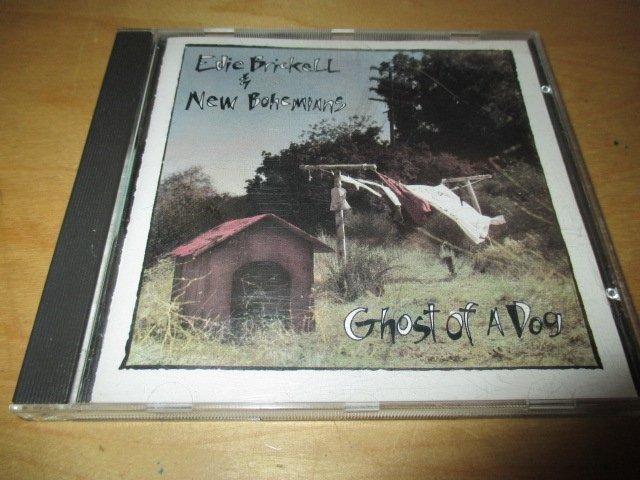 Edie Brickell
&
New Bohemians
Ghost of A Dog